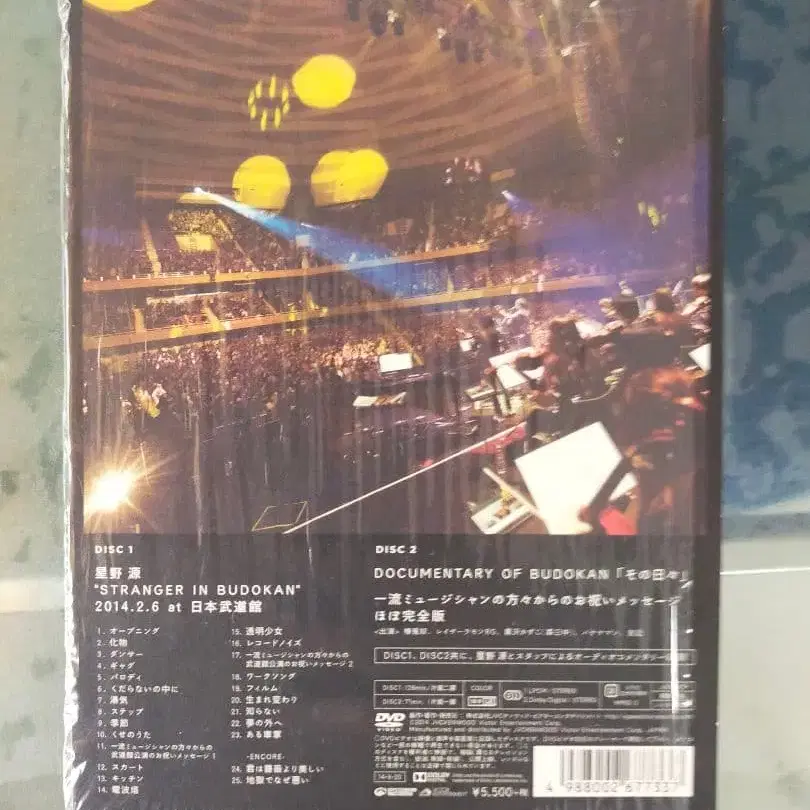 DISC 1
星野 源
"STRANGER IN BUDOKAN"
2014.2.6 at 日本武道館
1. オープニング
2. 化物
3. ダンサー
4. ギャグ
5. パロディ
6. くだらないの中に
7. 湯気
8. ステップ
9. 季節
10. くせのうた
11. 一流ミュージシャンの方々からの
武道館公演のお祝いメッセージ 1
12. スカート
13. キッチン
14. 電波塔
15. 透明少女
16. レコードノイズ
17. 一流ミュージシャンの方々からの
武道館公演のお祝いメッセージ 2
18. ワークソング
19. フィルム
20. 生まれ変わり
21. 知らない
22. 夢の外へ
23. ある車掌
-ENCORE-
24. 君は薔薇より美しい
25. 地獄でなぜ悪い
DISC 2
DOCUMENTARY OF BUDOKAN「その日々」
一流ミュージシャンの方々からのお祝いメッセージ
ほぼ完全版
DISC1、DISC2共に、星野 源とスタッフによるオーディオコメンタリー
COLOR
DVD
VIDEO
14·8·20
DOLBY
¥5,500+税
4 988002 677337